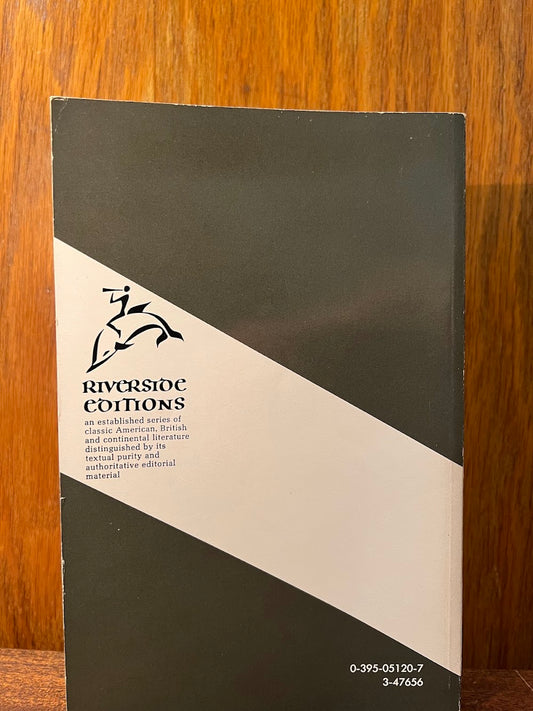 RIVERSIDE
EDITIONS
an established series of
classic American, British
and continental literature
distinguished by its
textual purity and
authoritative editorial
material
0-395-05120-7
3-47656